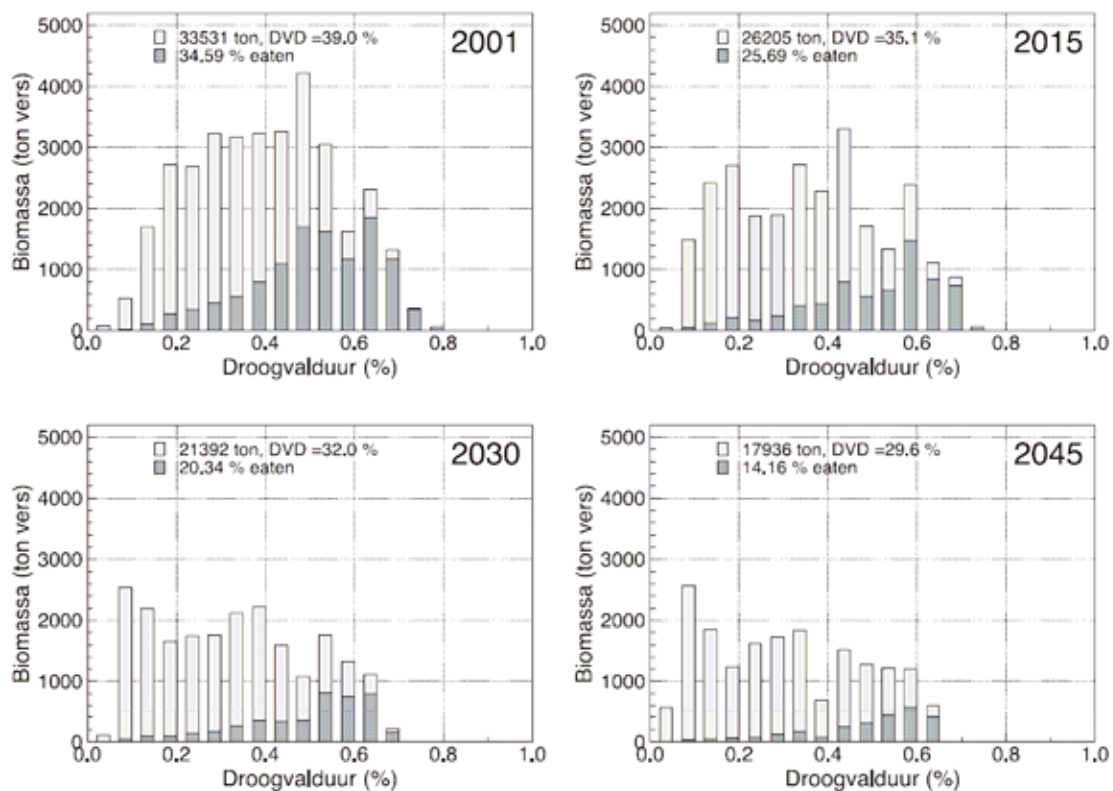 2001
33531 ton, DVD =39.0 %
34.59 % eaten
5000
4000
3000
2000
1000
0
Biomassa (ton vers)
0.0 0.2 0.4 0.6 0.8 1.0
Droogvalduur (%)
2015
26205 ton, DVD =35.1 %
25.69 % eaten
5000
4000
3000
2000
1000
0
Biomassa (ton vers)
0.0 0.2 0.4 0.6 0.8 1.0
Droogvalduur (%)
2030
21392 ton, DVD =32.0 %
20.34 % eaten
5000
4000
3000
2000
1000
0
Biomassa (ton vers)
0.0 0.2 0.4 0.6 0.8 1.0
Droogvalduur (%)
2045
17936 ton, DVD =29.6 %
14.16 % eaten
5000
4000
3000
2000
1000
0
Biomassa (ton vers)
0.0 0.2 0.4 0.6 0.8 1.0
Droogvalduur (%)